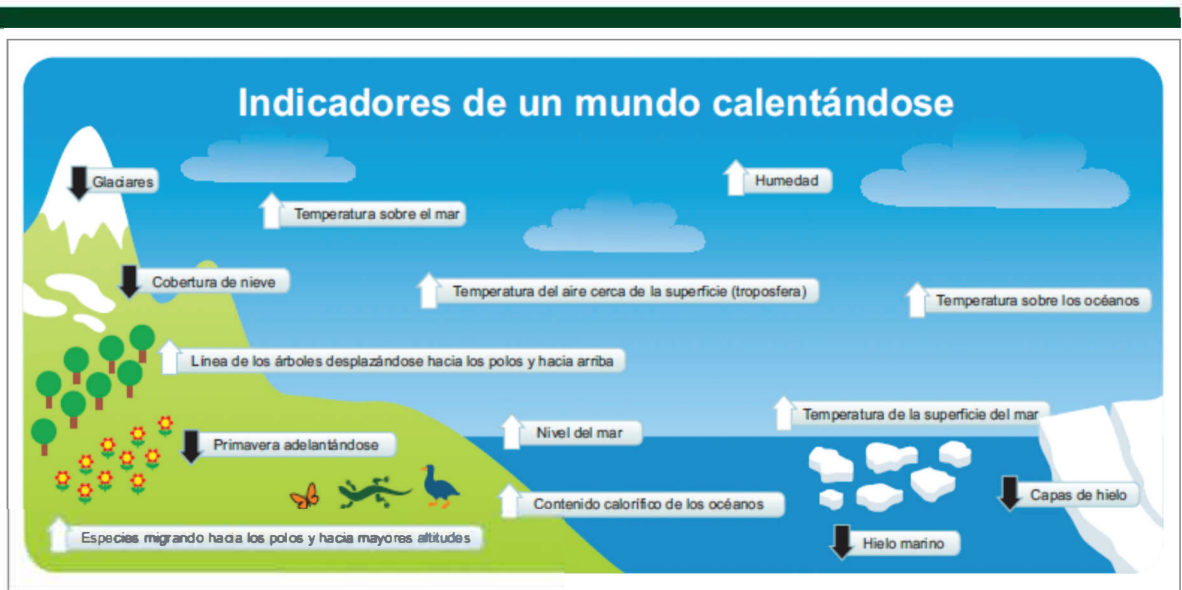 Indicadores de un mundo calentándose
Glaciares
Humedad
Temperatura sobre el mar
Cobertura de nieve
Temperatura del aire cerca de la superficie (troposfera)
Temperatura sobre los océanos
Línea de los árboles desplazándose hacia los polos y hacia arriba
Temperatura de la superficie del mar
Primavera adelantándose
Nivel del mar
Contenido calorífico de los océanos
Capas de hielo
Especies migrando hacia los polos y hacia mayores altitudes
Hielo marino